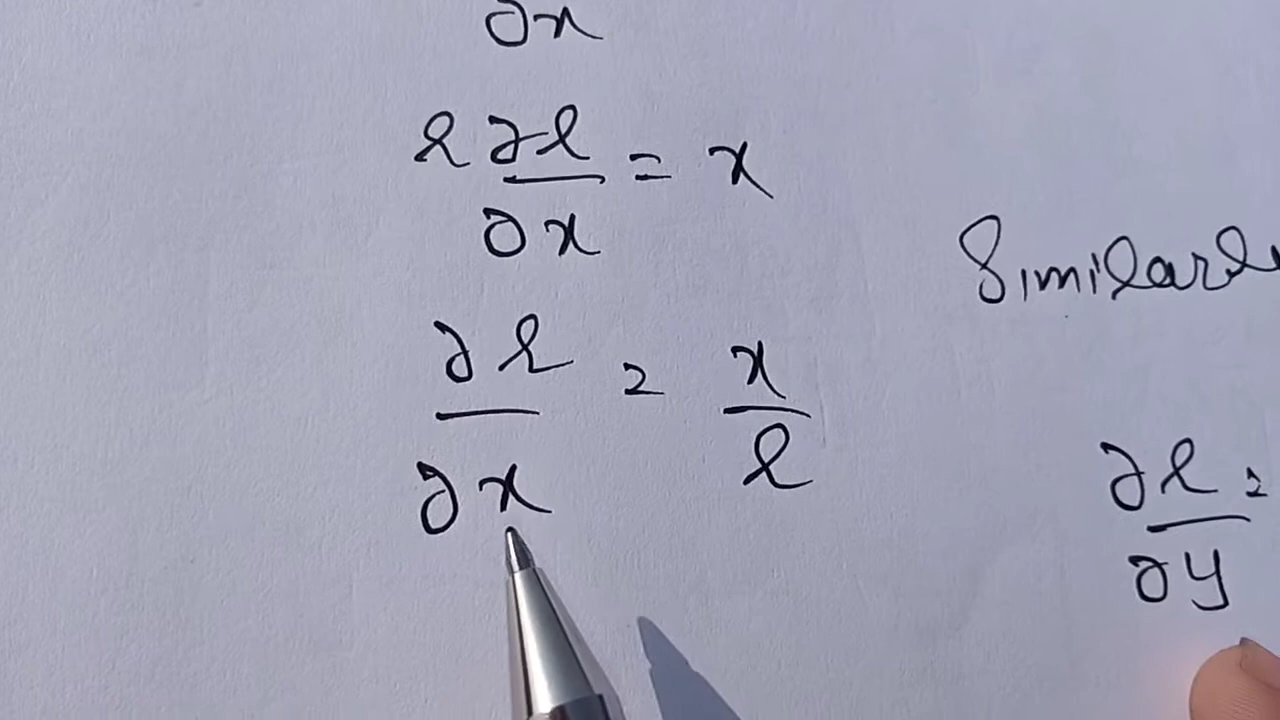 ∂x
r ∂r = x
∂x
∂r = x
∂x r
Similarl
∂r =
∂y